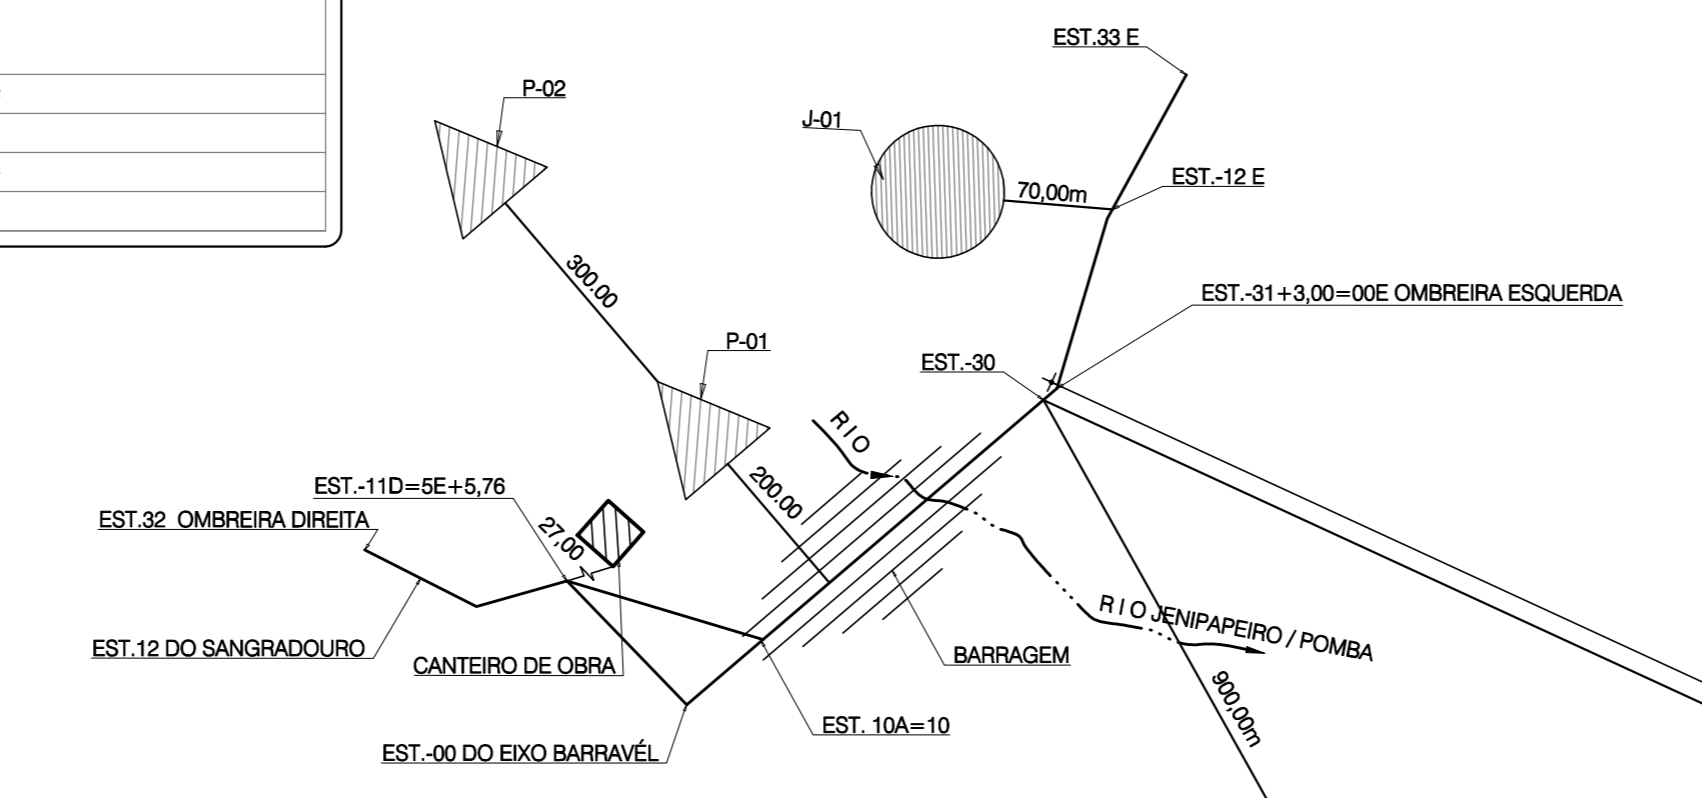 EST.33 E
P-02
J-01
EST.-12 E
70,00m
300.00
EST.-31+3,00=00E OMBREIRA ESQUERDA
P-01
EST.-30
RIO
200.00
EST.-11D=5E+5,76
EST.32 OMBREIRA DIREITA
27,00
RIO JENIPAPEIRO / POMBA
EST.12 DO SANGRADOURO
CANTEIRO DE OBRA
BARRAGEM
900,00m
EST. 10A=10
EST.-00 DO EIXO BARRAVÉL